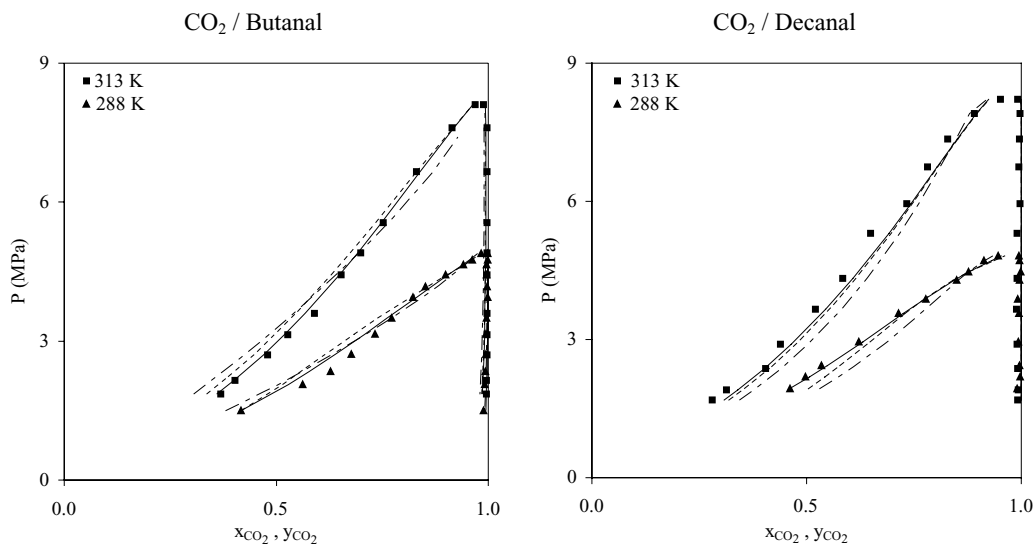 CO₂ / Butanal
9
6
3
0
P (MPa)
■ 313 K
▲ 288 K
0.0
0.5
1.0
xCO₂ , yCO₂
CO₂ / Decanal
9
6
3
0
P (MPa)
■ 313 K
▲ 288 K
0.0
0.5
1.0
xCO₂ , yCO₂